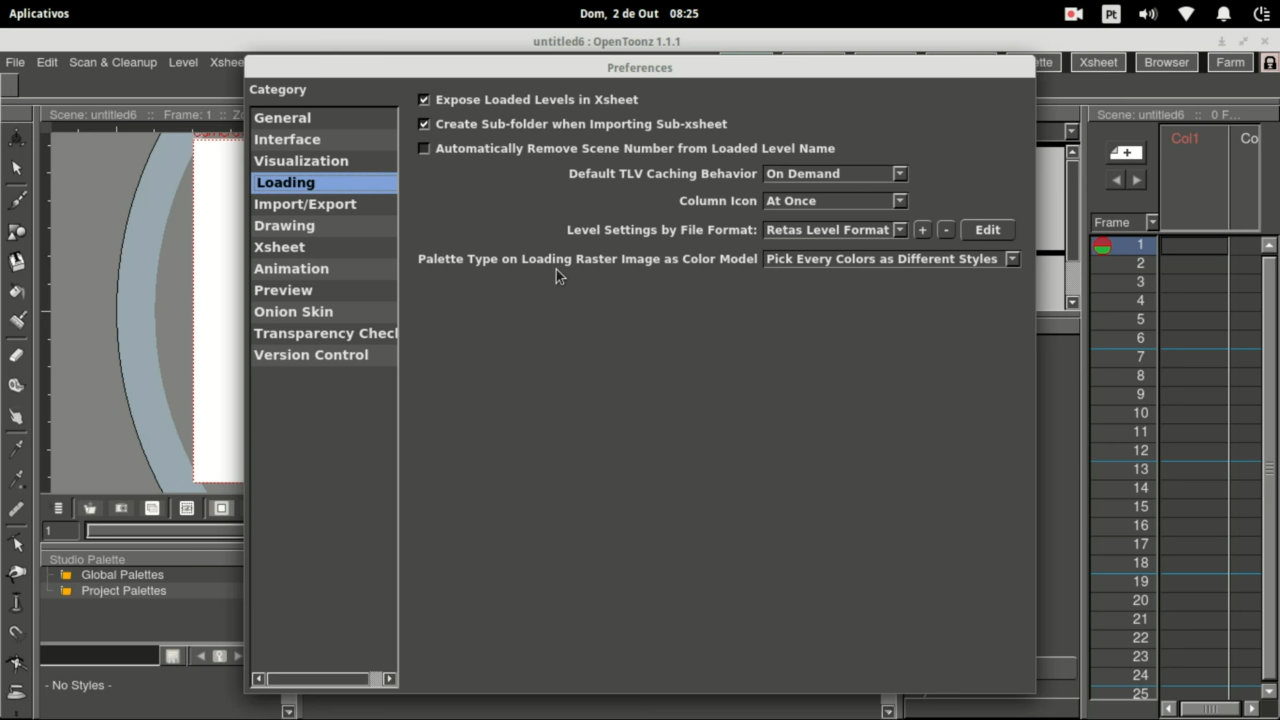 Aplicativos
Dom, 2 de Out 08:25
Pt
untitled6 : OpenToonz 1.1.1
File Edit Scan & Cleanup Level Xshee
Xsheet Browser Farm
Preferences
Scene: untitled6 :: Frame: 1 ::
Scene: untitled6 :: 0 F...
Category
General
Interface
Visualization
Loading
Import/Export
Drawing
Xsheet
Animation
Preview
Onion Skin
Transparency Chec
Version Control
Expose Loaded Levels in Xsheet
Create Sub-folder when Importing Sub-xsheet
Automatically Remove Scene Number from Loaded Level Name
Default TLV Caching Behavior On Demand
Column Icon At Once
Level Settings by File Format: Retas Level Format + - Edit
Palette Type on Loading Raster Image as Color Model Pick Every Colors as Different Styles
Col1 Co
Frame
1
2
3
4
5
6
7
8
9
10
11
12
13
14
15
16
17
18
19
20
21
22
23
24
25
1
Studio Palette
Global Palettes
Project Palettes
- No Styles -